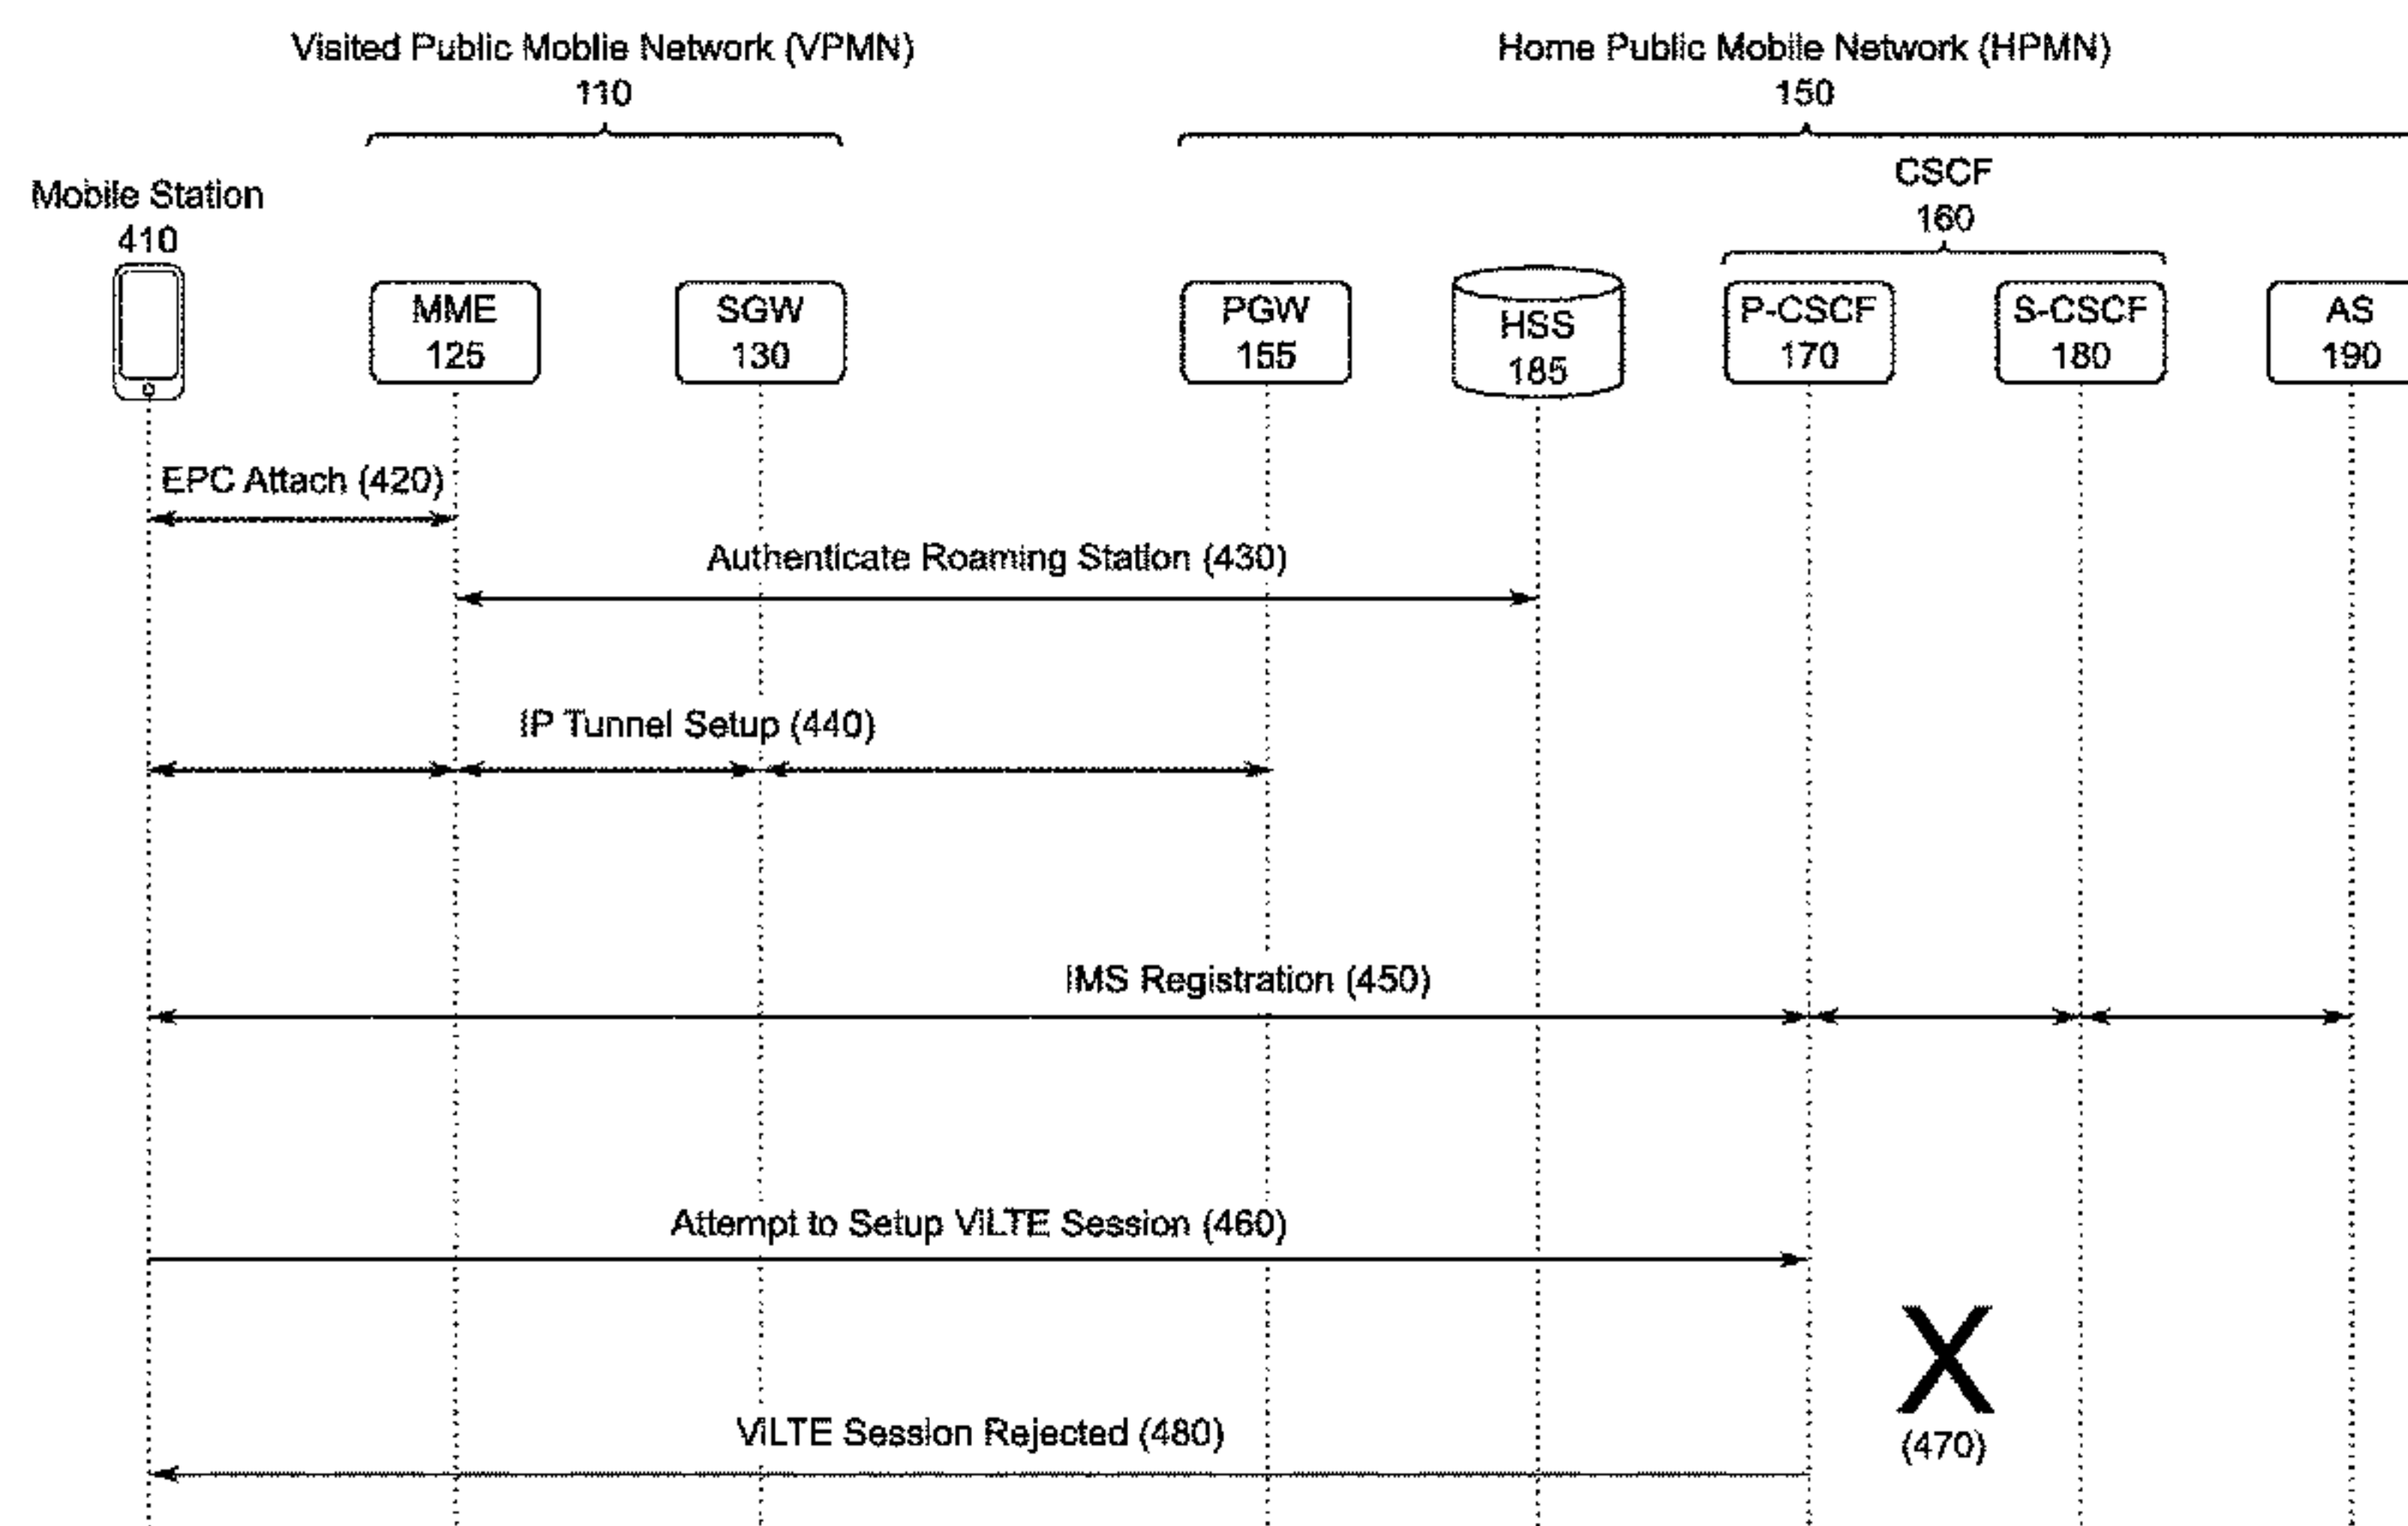 Visited Public Moblie Network (VPMN)
110
Home Public Mobile Network (HPMN)
150
CSCF
160
Mobile Station
410
MME
125
SGW
130
PGW
155
HSS
185
P-CSCF
170
S-CSCF
180
AS
190
EPC Attach (420)
Authenticate Roaming Station (430)
IP Tunnel Setup (440)
IMS Registration (450)
Attempt to Setup ViLTE Session (460)
X
(470)
ViLTE Session Rejected (480)